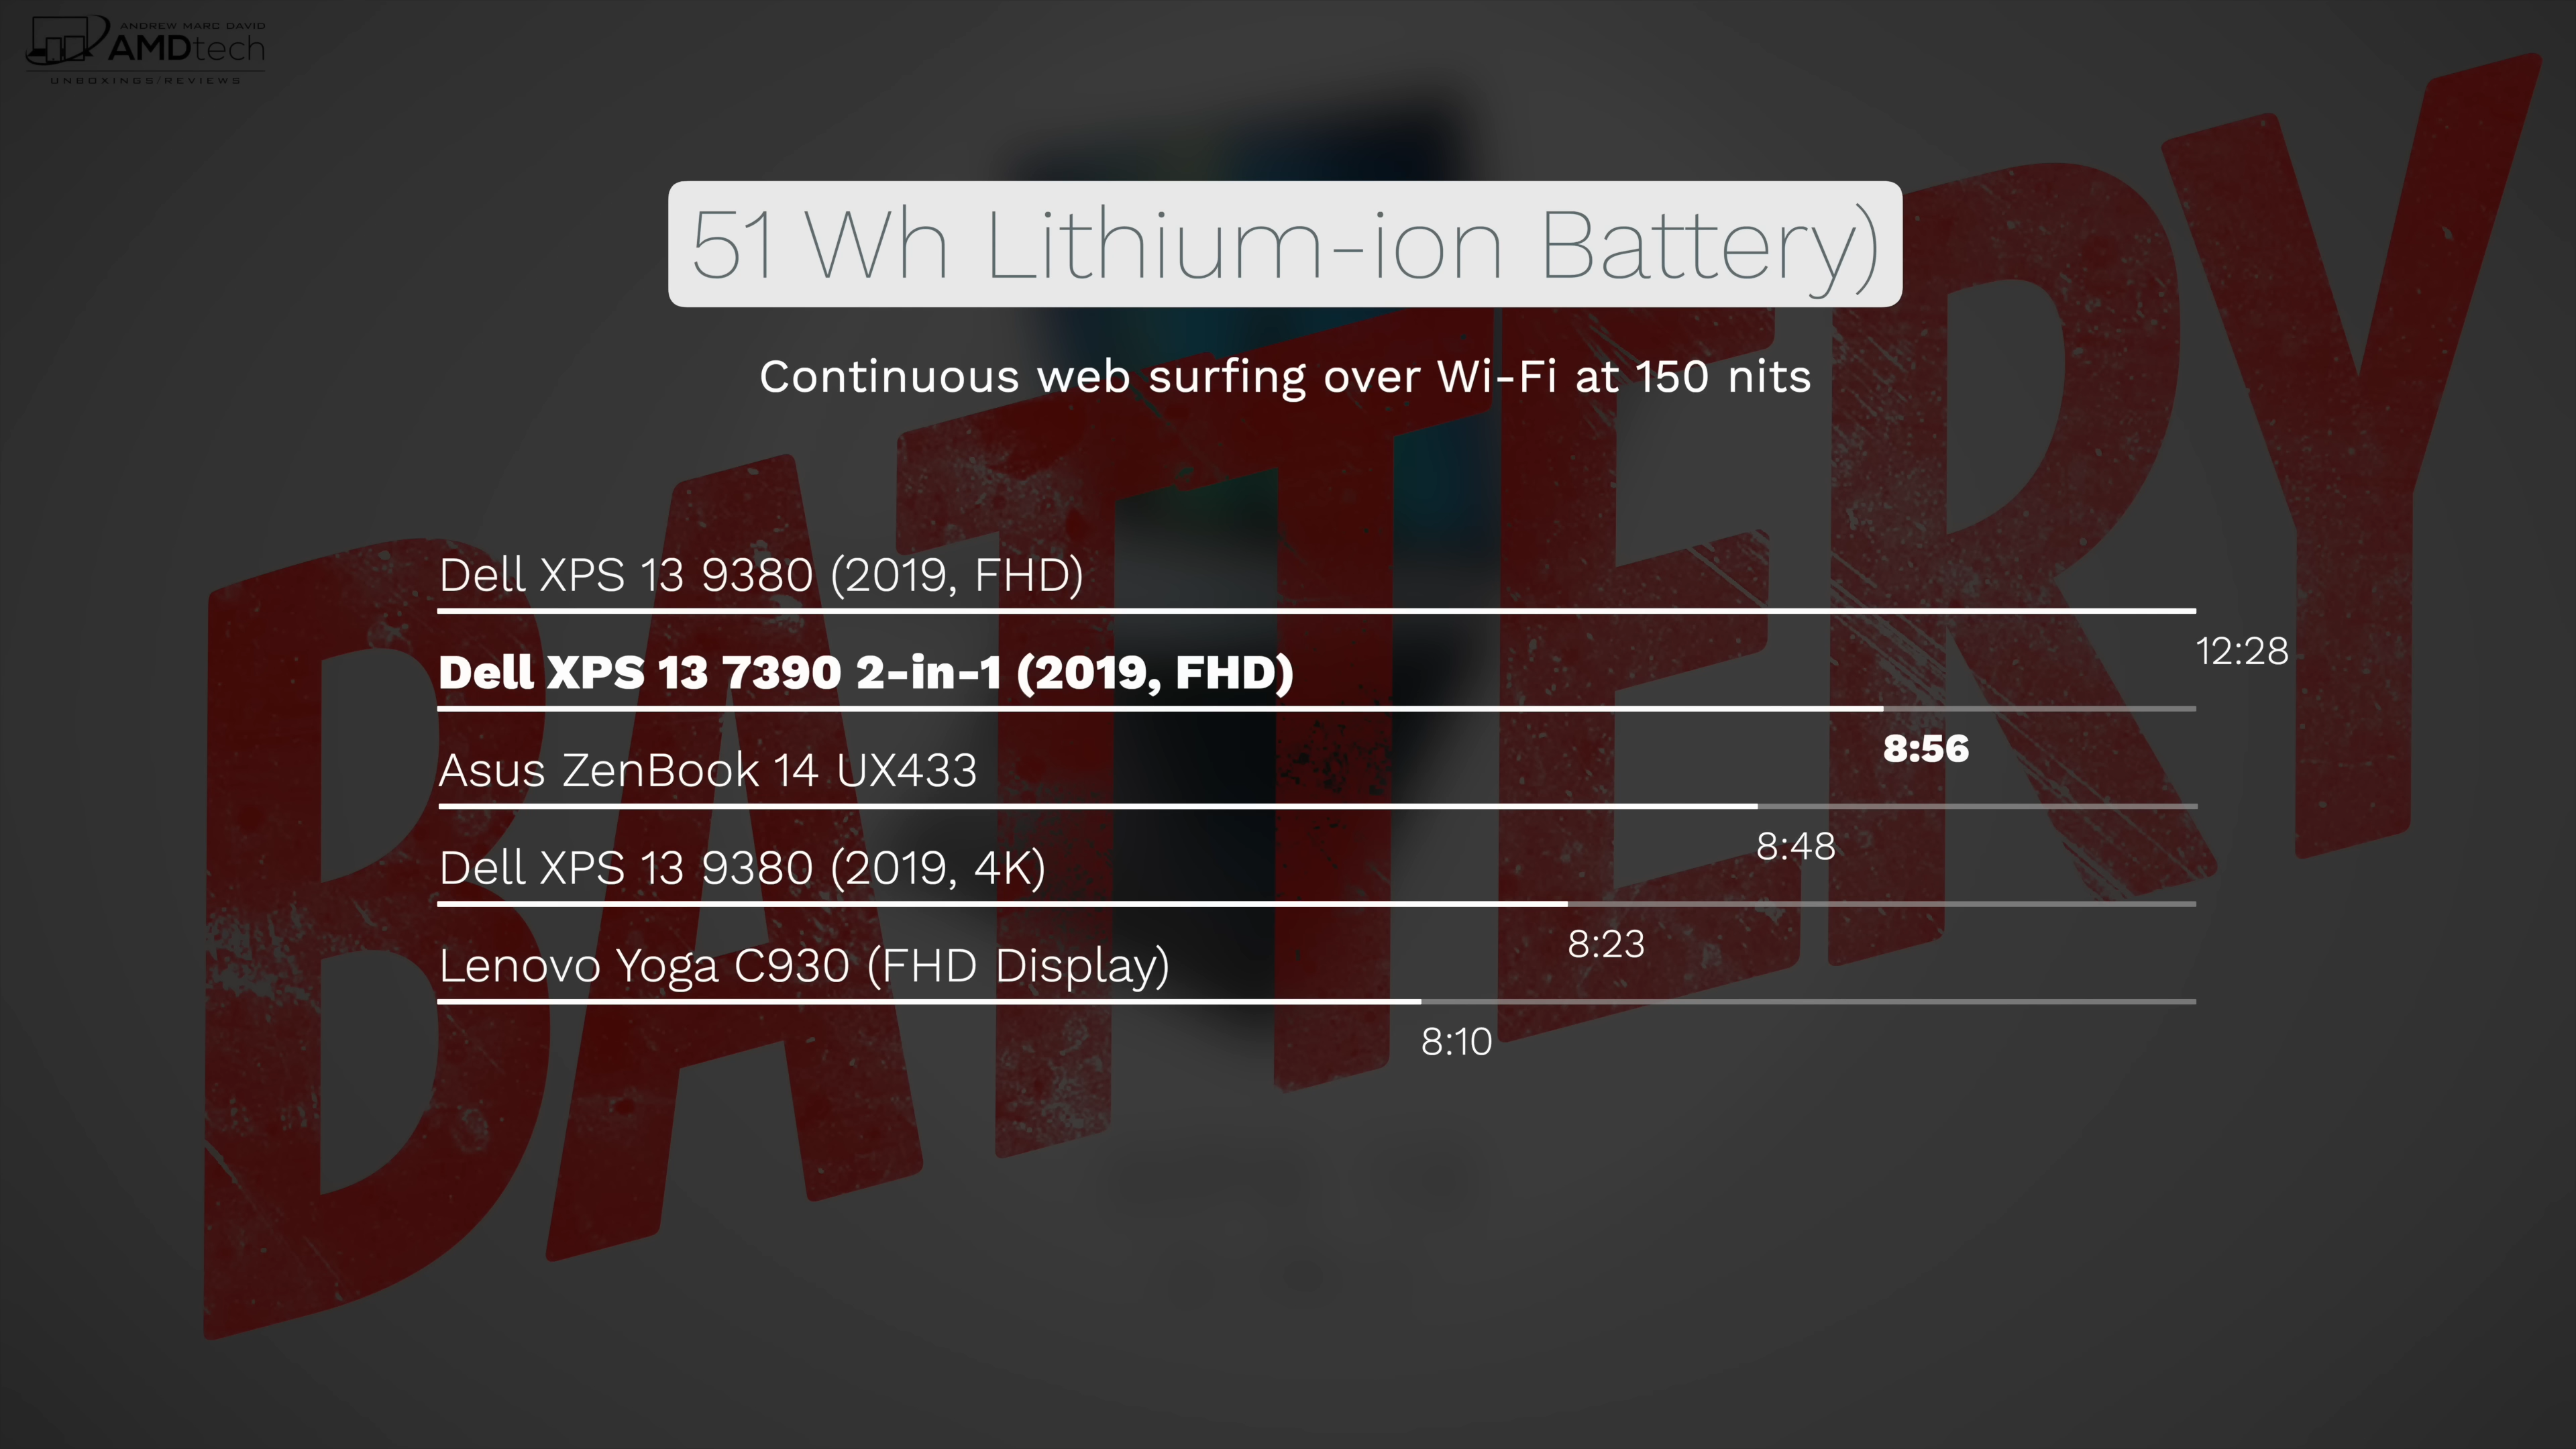 ANDREW MARC DAVID
AMDtech
UNBOXINGS/REVIEWS
51 Wh Lithium-ion Battery)
Continuous web surfing over Wi-Fi at 150 nits
BATTERY
Dell XPS 13 9380 (2019, FHD)
12:28
Dell XPS 13 7390 2-in-1 (2019, FHD)
8:56
Asus ZenBook 14 UX433
8:48
Dell XPS 13 9380 (2019, 4K)
8:23
Lenovo Yoga C930 (FHD Display)
8:10